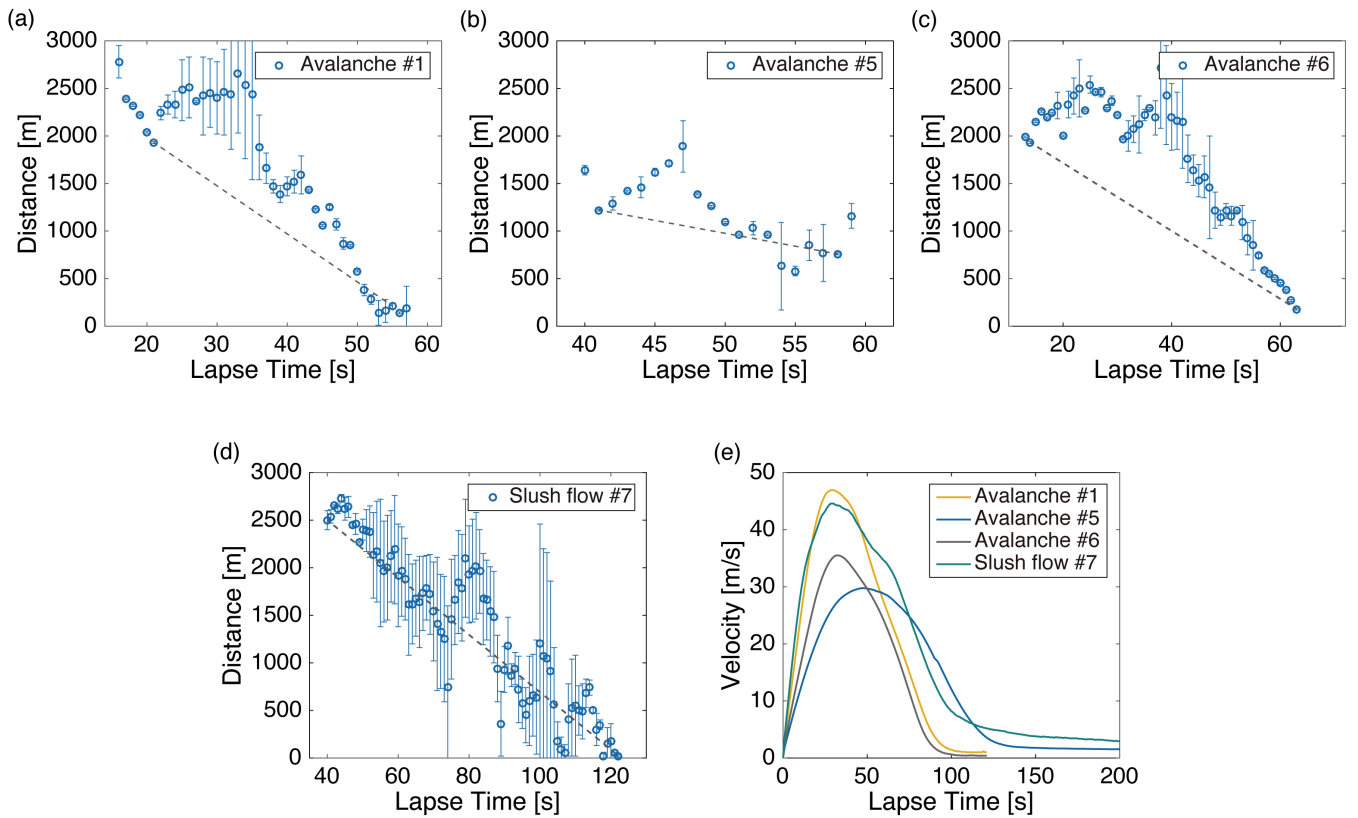 (a)
3000
2500
2000
1500
1000
500
0
Distance [m]
Avalanche #1
20 30 40 50 60
Lapse Time [s]
(b)
3000
2500
2000
1500
1000
500
0
Distance [m]
Avalanche #5
40 45 50 55 60
Lapse Time [s]
(c)
3000
2500
2000
1500
1000
500
0
Distance [m]
Avalanche #6
20 40 60
Lapse Time [s]
(d)
3000
2500
2000
1500
1000
500
0
Distance [m]
Slush flow #7
40 60 80 100 120
Lapse Time [s]
(e)
50
40
30
20
10
0
Velocity [m/s]
Avalanche #1
Avalanche #5
Avalanche #6
Slush flow #7
0 50 100 150 200
Lapse Time [s]